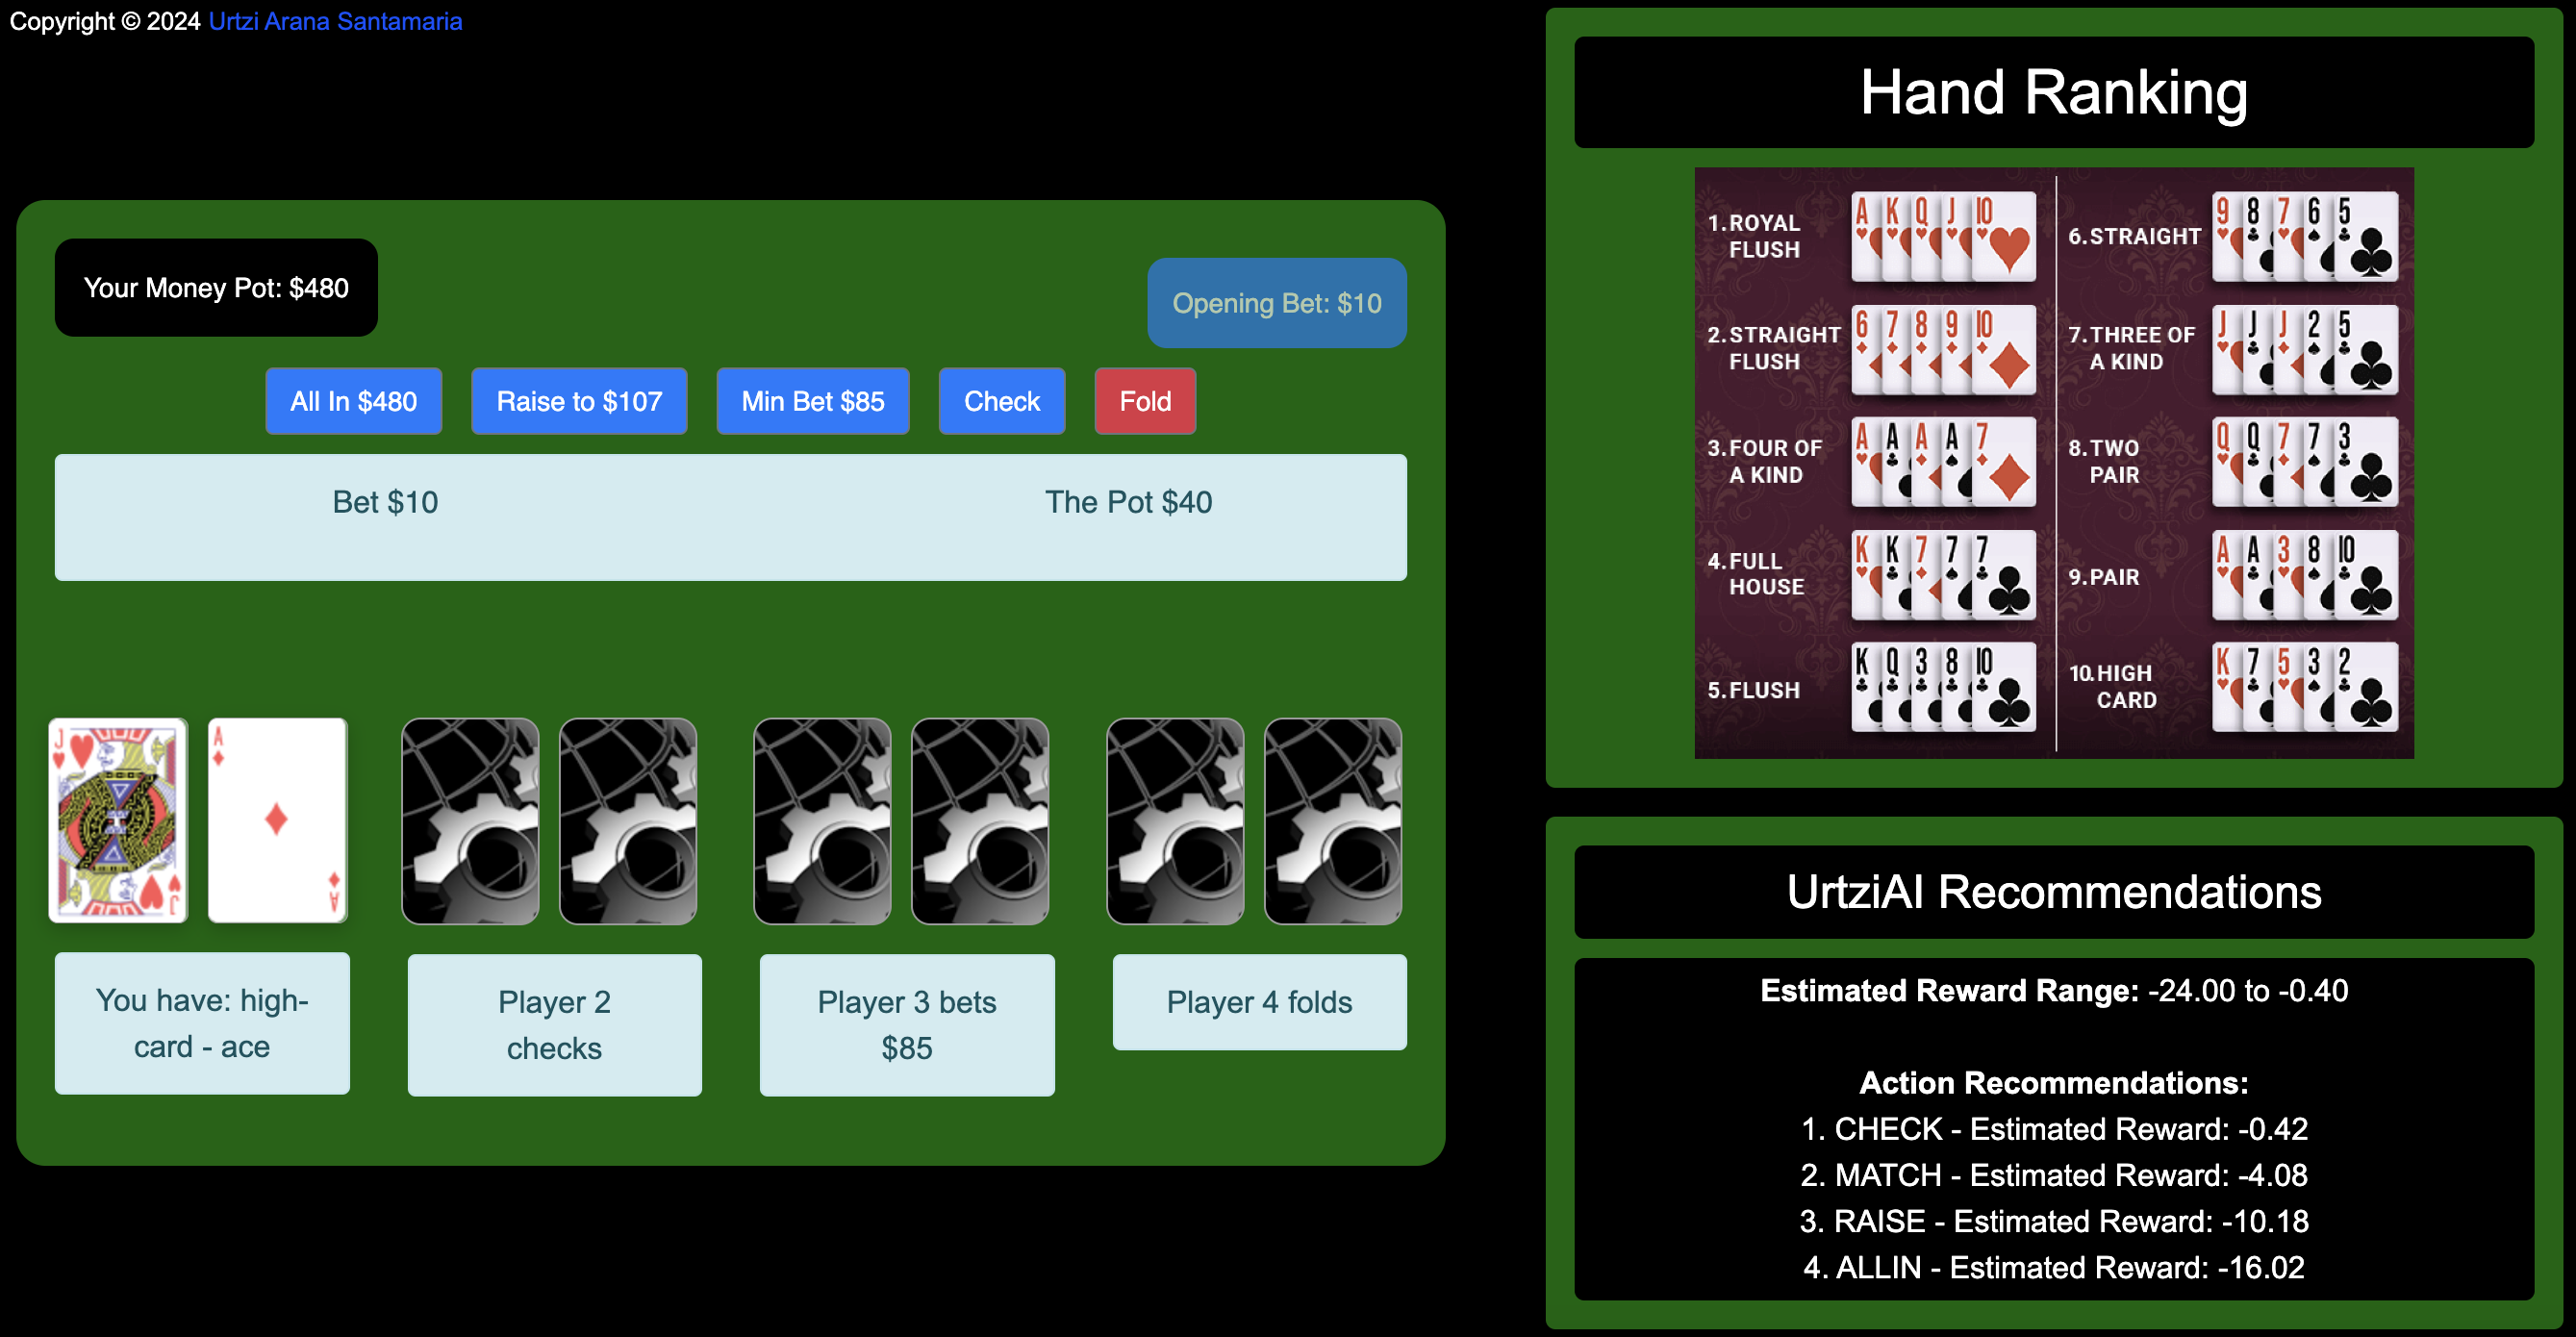 Copyright © 2024 Urtzi Arana Santamaria
Your Money Pot: $480
Opening Bet: $10
All In $480
Raise to $107
Min Bet $85
Check
Fold
Bet $10
The Pot $40
J
J
A
A
You have: high-
card - ace
Player 2
checks
Player 3 bets
$85
Player 4 folds
Hand Ranking
1. ROYAL
FLUSH
A K Q J 10
2. STRAIGHT
FLUSH
6 7 8 9 10
3. FOUR OF
A KIND
A A A A 7
4. FULL
HOUSE
K K 7 7 7
5. FLUSH
K Q 3 8 10
6. STRAIGHT
9 8 7 6 5
7. THREE OF
A KIND
J J J 2 5
8. TWO
PAIR
Q Q 7 7 3
9. PAIR
A A 3 8 10
10. HIGH
CARD
K 7 5 3 2
UrtziAI Recommendations
Estimated Reward Range: -24.00 to -0.40
Action Recommendations:
1. CHECK - Estimated Reward: -0.42
2. MATCH - Estimated Reward: -4.08
3. RAISE - Estimated Reward: -10.18
4. ALLIN - Estimated Reward: -16.02